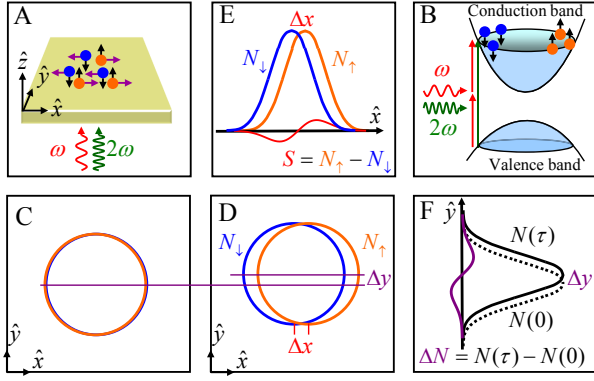 A
ẑ
ŷ
x̂
ω
2ω
E
Δx
N↓
N↑
x̂
S = N↑ − N↓
B
Conduction band
ω
2ω
Valence band
C
ŷ
x̂
D
N↓
N↑
Δy
Δx
ŷ
x̂
F
ŷ
N(τ)
Δy
N(0)
ΔN = N(τ) − N(0)